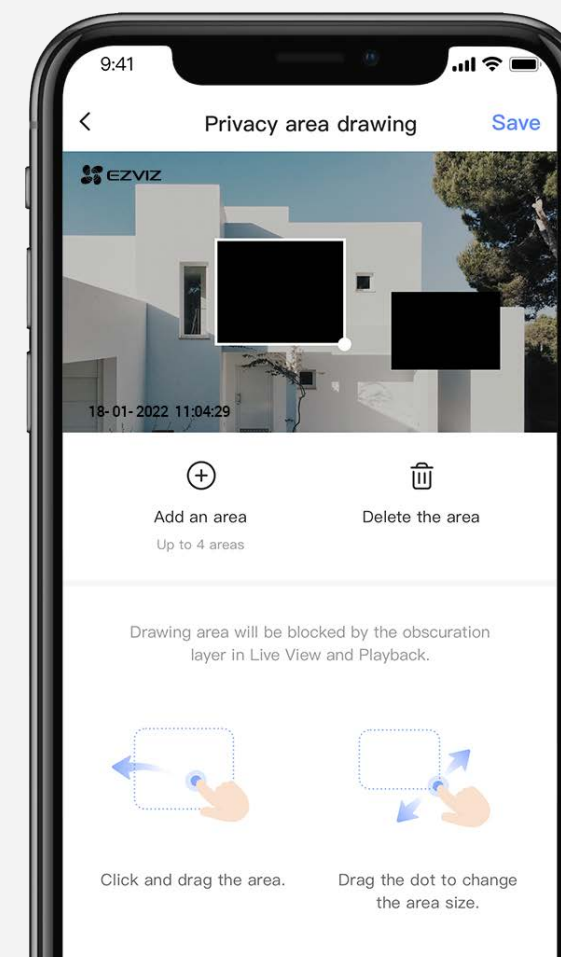 9:41
Privacy area drawing
Save
EZVIZ
18-01-2022 11:04:29
Add an area
Delete the area
Up to 4 areas
Drawing area will be blocked by the obscuration
layer in Live View and Playback.
Click and drag the area.
Drag the dot to change
the area size.